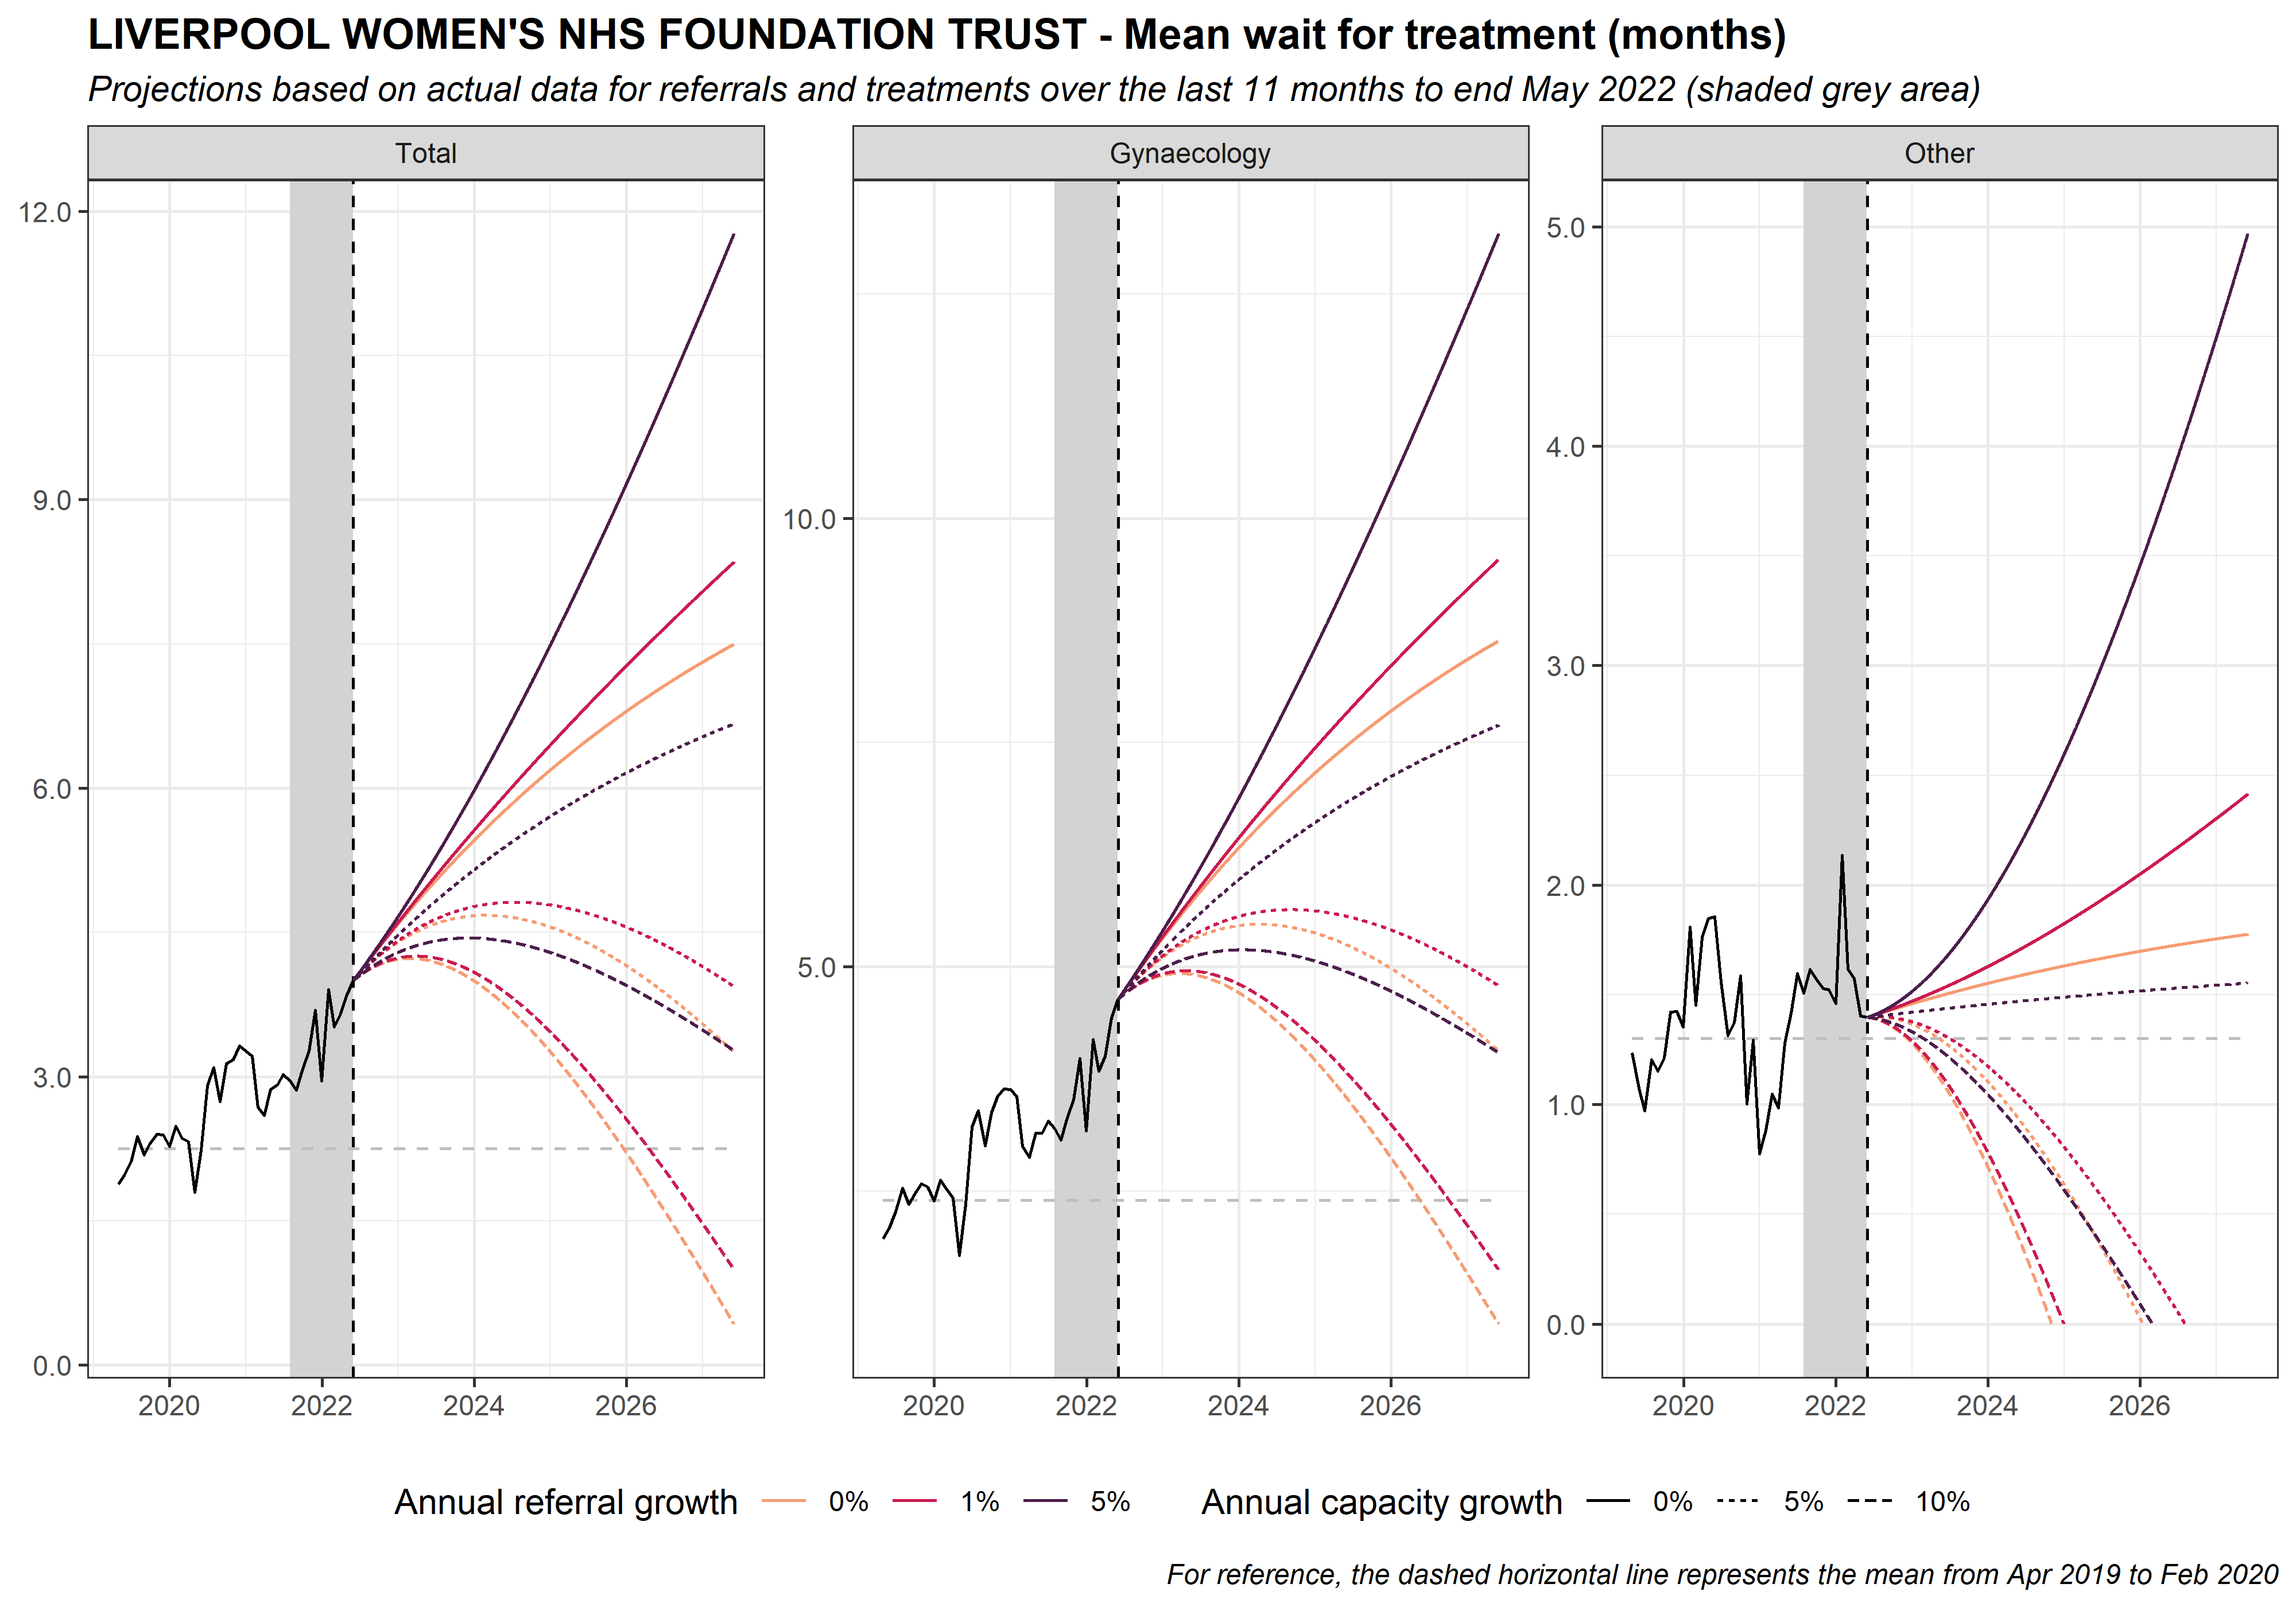 LIVERPOOL WOMEN'S NHS FOUNDATION TRUST - Mean wait for treatment (months)
Projections based on actual data for referrals and treatments over the last 11 months to end May 2022 (shaded grey area)
Total
Gynaecology
Other
12.0
9.0
6.0
3.0
0.0
10.0
5.0
5.0
4.0
3.0
2.0
1.0
0.0
2020 2022 2024 2026
2020 2022 2024 2026
2020 2022 2024 2026
Annual referral growth 0% 1% 5% Annual capacity growth 0% 5% 10%
For reference, the dashed horizontal line represents the mean from Apr 2019 to Feb 2020